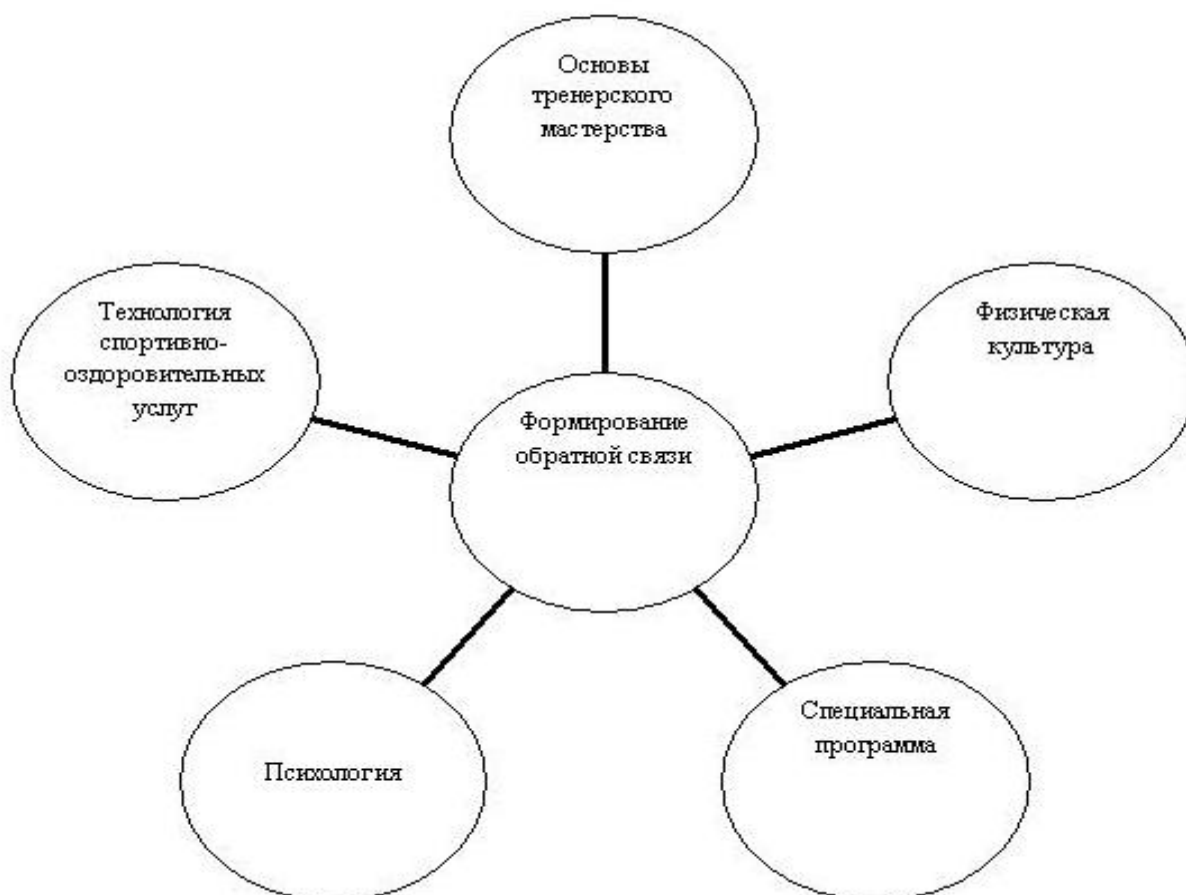 Основы
тренерского
мастерства
Технология
спортивно-
оздоровительных
услуг
Физическая
культура
Формирование
обратной связи
Психология
Специальная
программа